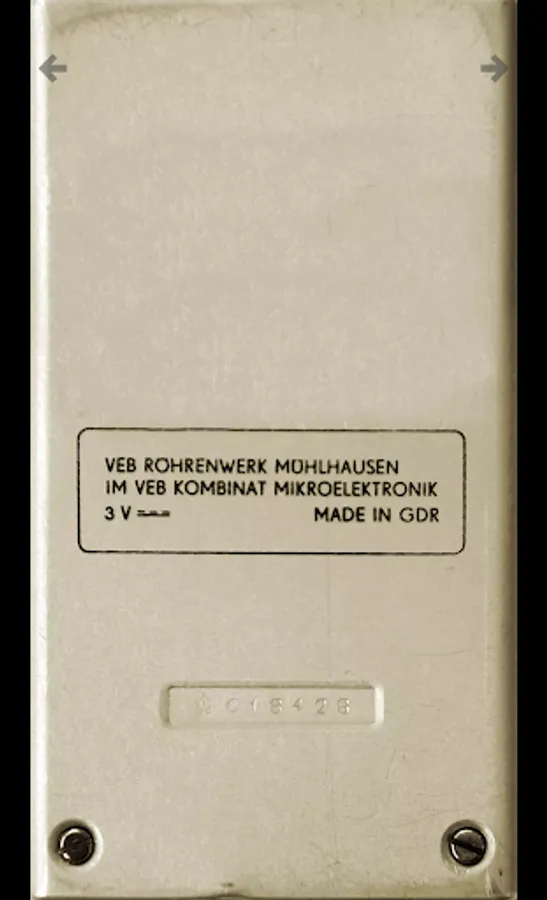 VEB RÖHRENWERK MÜHLHAUSEN
IM VEB KOMBINAT MIKROELEKTRONIK
3 V MADE IN GDR